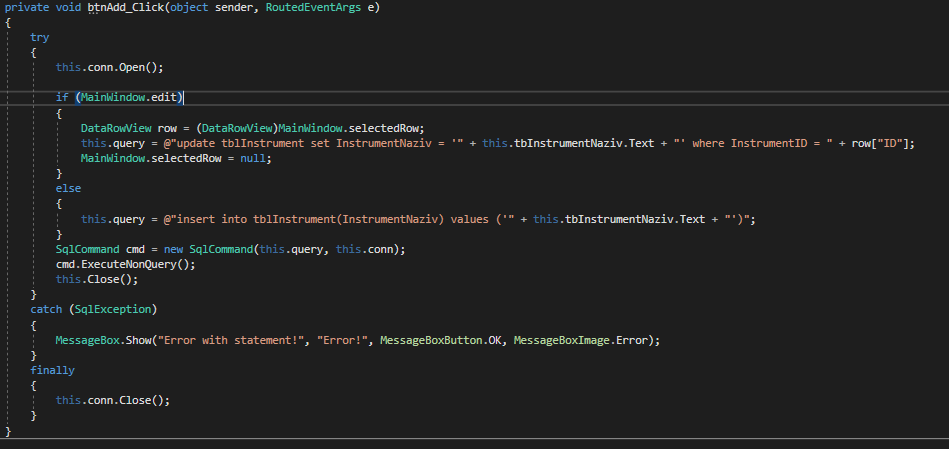 private void btnAdd_Click(object sender, RoutedEventArgs e)
{
try
{
this.conn.Open();
if (MainWindow.edit)
{
DataRowView row = (DataRowView)MainWindow.selectedRow;
this.query = @"update tblInstrument set InstrumentNaziv = '" + this.tbInstrumentNaziv.Text + "' where InstrumentID = " + row["ID"];
MainWindow.selectedRow = null;
}
else
{
this.query = @"insert into tblInstrument(InstrumentNaziv) values ('" + this.tbInstrumentNaziv.Text + "')";
}
SqlCommand cmd = new SqlCommand(this.query, this.conn);
cmd.ExecuteNonQuery();
this.Close();
}
catch (SqlException)
{
MessageBox.Show("Error with statement!", "Error!", MessageBoxButton.OK, MessageBoxImage.Error);
}
finally
{
this.conn.Close();
}
}